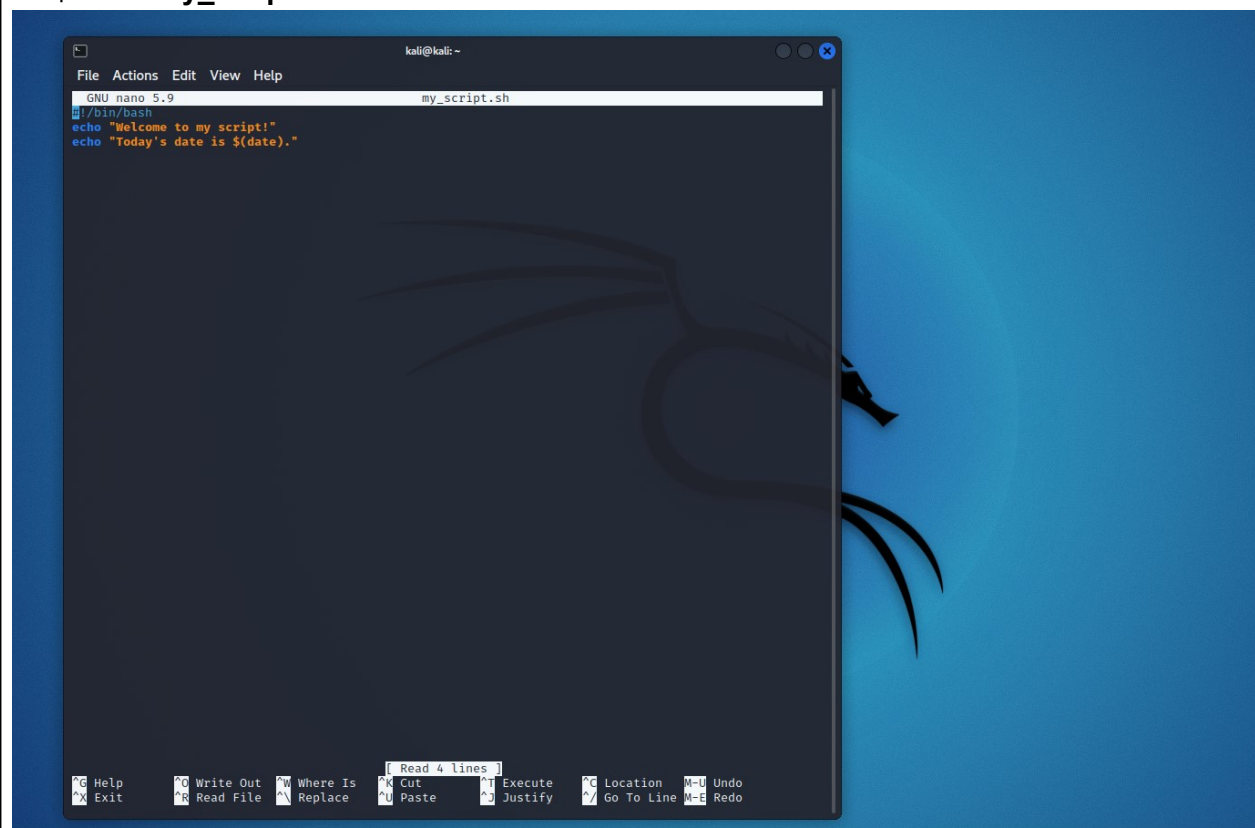 kali@kali: ~
File Actions Edit View Help
GNU nano 5.9 my_script.sh
#!/bin/bash
echo "Welcome to my script!"
echo "Today's date is $(date)."
[ Read 4 lines ]
^G Help ^O Write Out ^W Where Is ^K Cut ^T Execute ^C Location M-U Undo
^X Exit ^R Read File ^\ Replace ^U Paste ^J Justify ^/ Go To Line M-E Redo